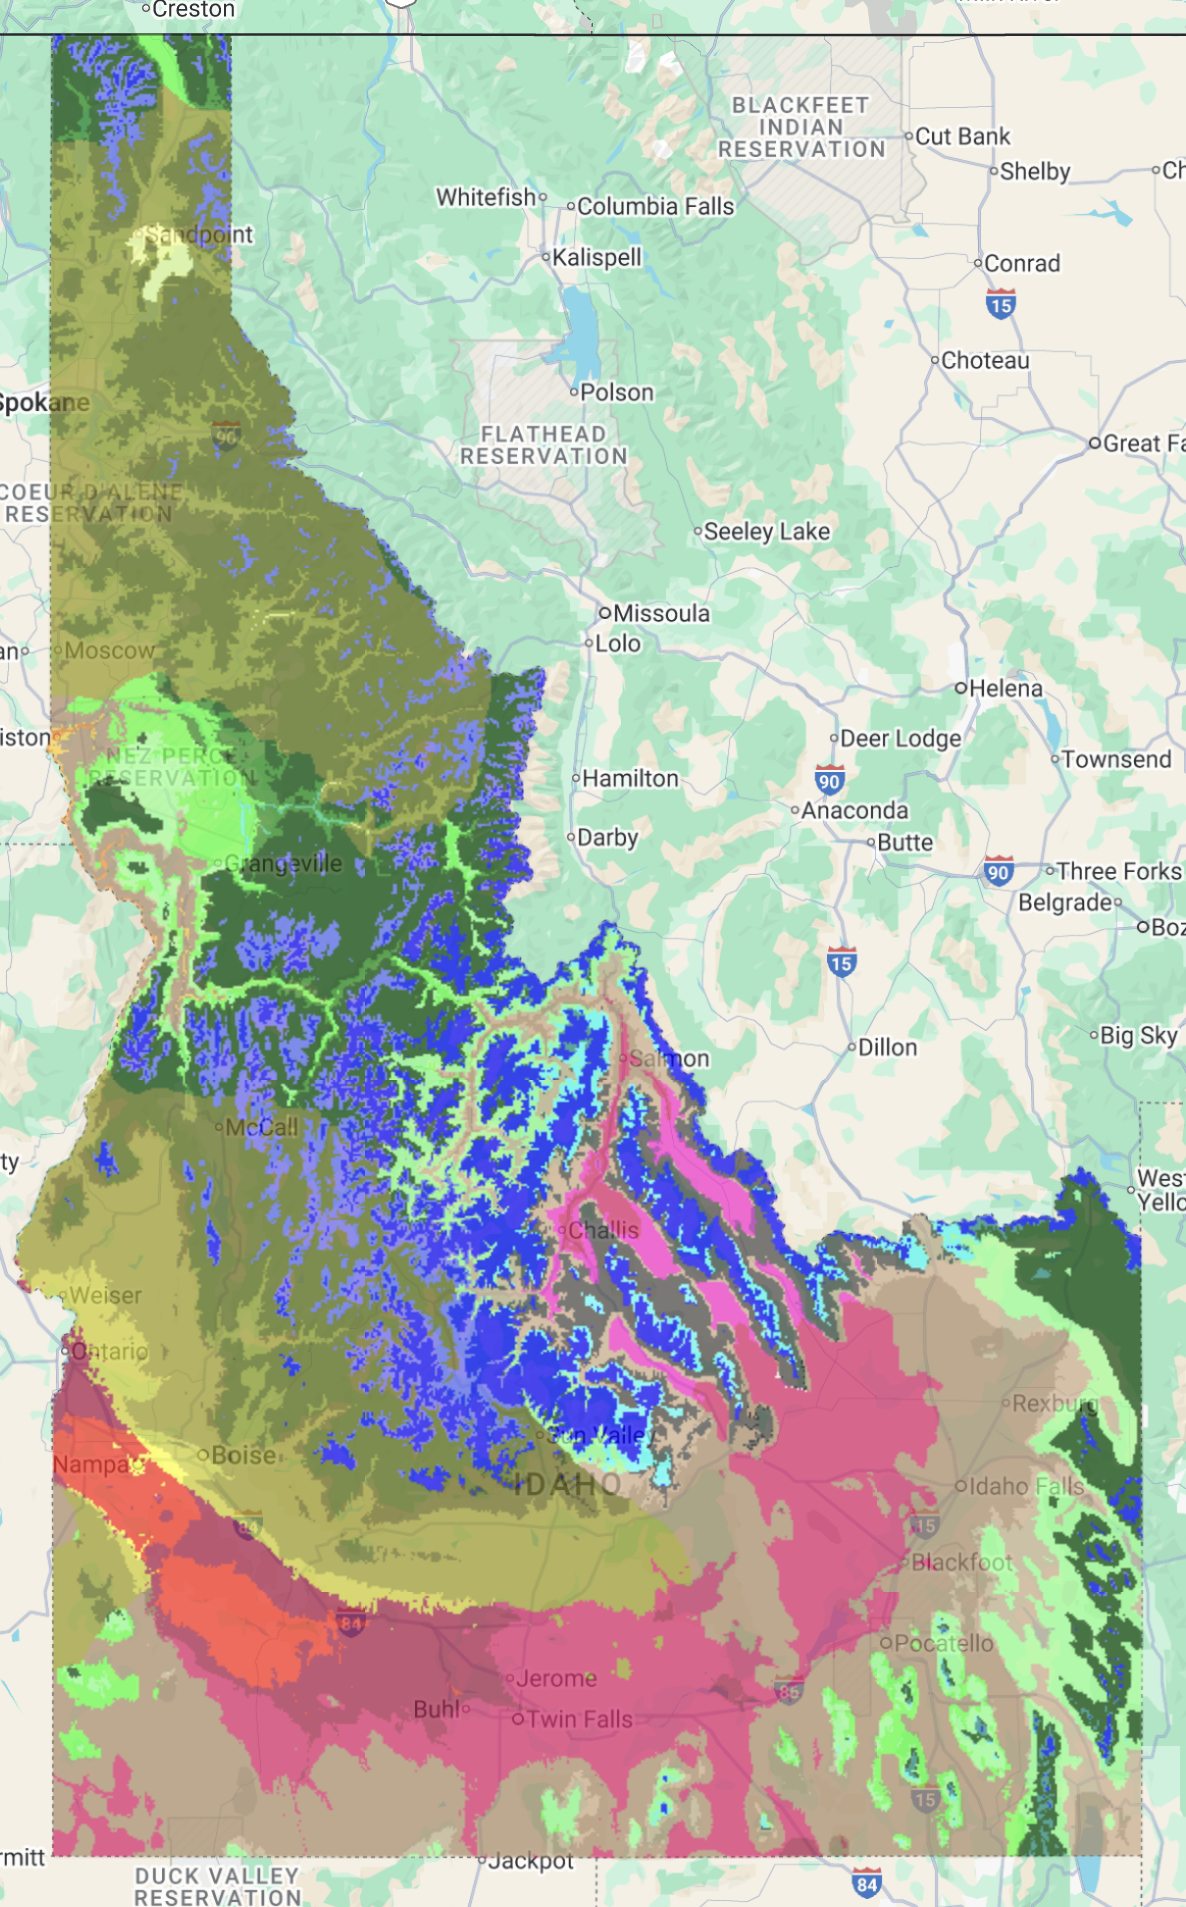 Creston
BLACKFEET
INDIAN
RESERVATION
Cut Bank
Shelby
Ch
Whitefish
Columbia Falls
Sandpoint
Kalispell
Conrad
15
Choteau
Polson
Spokane
90
FLATHEAD
RESERVATION
Great Fa
COEUR D'ALENE
RESERVATION
Seeley Lake
Missoula
Lolo
an
Moscow
Helena
iston
NEZ PERCE
RESERVATION
Deer Lodge
Townsend
Hamilton
90
Anaconda
Darby
Butte
Grangeville
90
Three Forks
Belgrade
Boz
15
Big Sky
Dillon
Salmon
McCall
ty
West
Yello
Challis
Weiser
Ontario
Rexburg
Sun Valley
Boise
Nampa
IDAHO
Idaho Falls
84
15
Blackfoot
84
Pocatello
Jerome
86
Buhl
Twin Falls
15
rmitt
Jackpot
DUCK VALLEY
RESERVATION
84